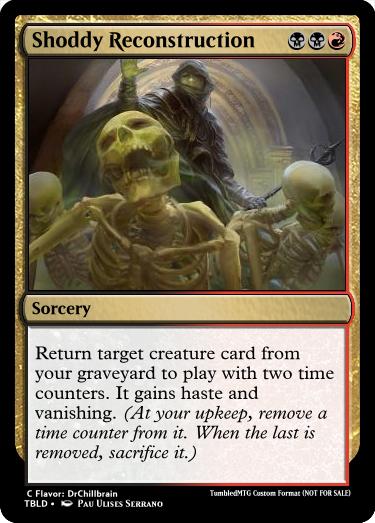 Shoddy Reconstruction
Sorcery
Return target creature card from
your graveyard to play with two time
counters. It gains haste and
vanishing. (At your upkeep, remove a
time counter from it. When the last is
removed, sacrifice it.)
C Flavor: DrChillbrain
TumbledMTG Custom Format (NOT FOR SALE)
TBLD • Pau Ulises Serrano